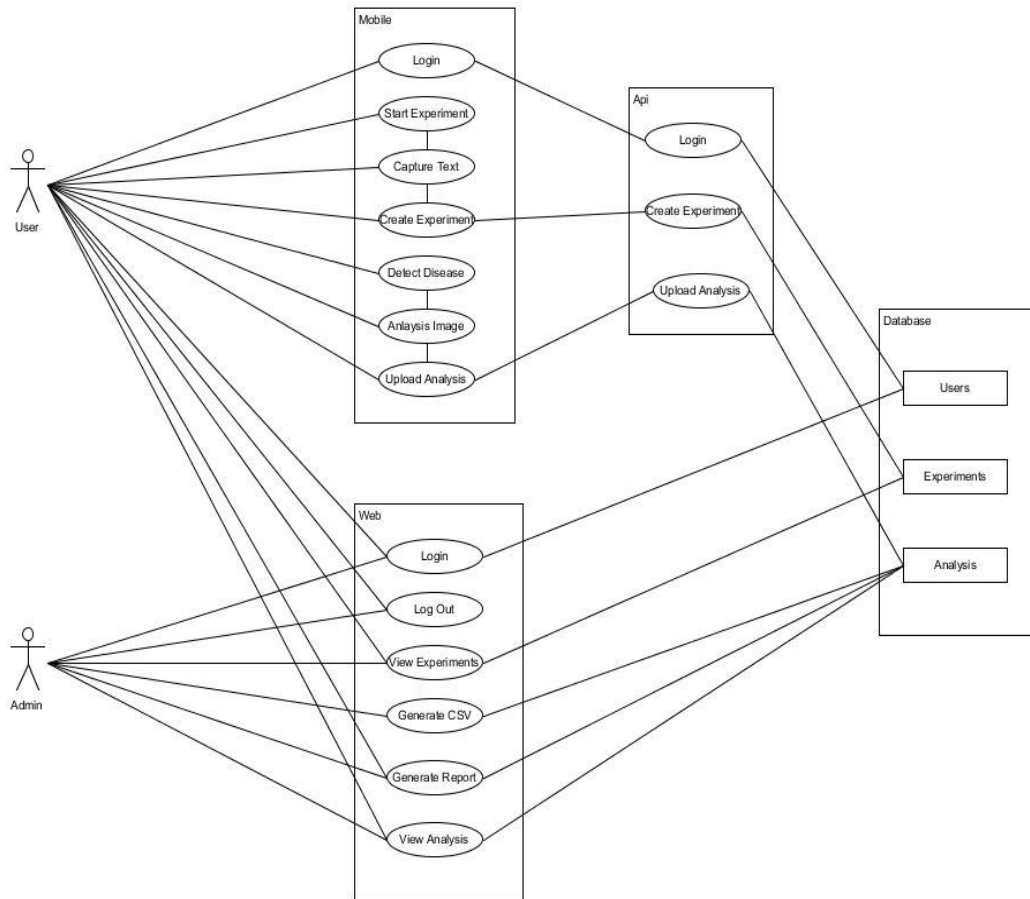 Mobile
Login
Start Experiment
Capture Text
Create Experiment
Detect Disease
Anlaysis Image
Upload Analysis
User
Api
Login
Create Experiment
Upload Analysis
Database
Users
Experiments
Analysis
Web
Login
Log Out
View Experiments
Generate CSV
Generate Report
View Analysis
Admin